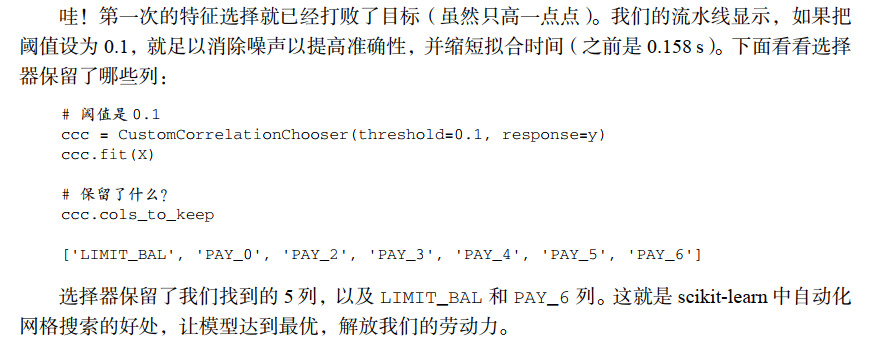 哇！第一次的特征选择就已经打败了目标（虽然只高一点点）。我们的流水线显示，如果把
阈值设为 0.1，就足以消除噪声以提高准确性，并缩短拟合时间（之前是 0.158 s）。下面看看选择
器保留了哪些列：
# 阈值是 0.1
ccc = CustomCorrelationChooser(threshold=0.1, response=y)
ccc.fit(X)
# 保留了什么？
ccc.cols_to_keep
['LIMIT_BAL', 'PAY_0', 'PAY_2', 'PAY_3', 'PAY_4', 'PAY_5', 'PAY_6']
选择器保留了我们找到的 5 列，以及 LIMIT_BAL 和 PAY_6 列。这就是 scikit-learn 中自动化
网格搜索的好处，让模型达到最优，解放我们的劳动力。